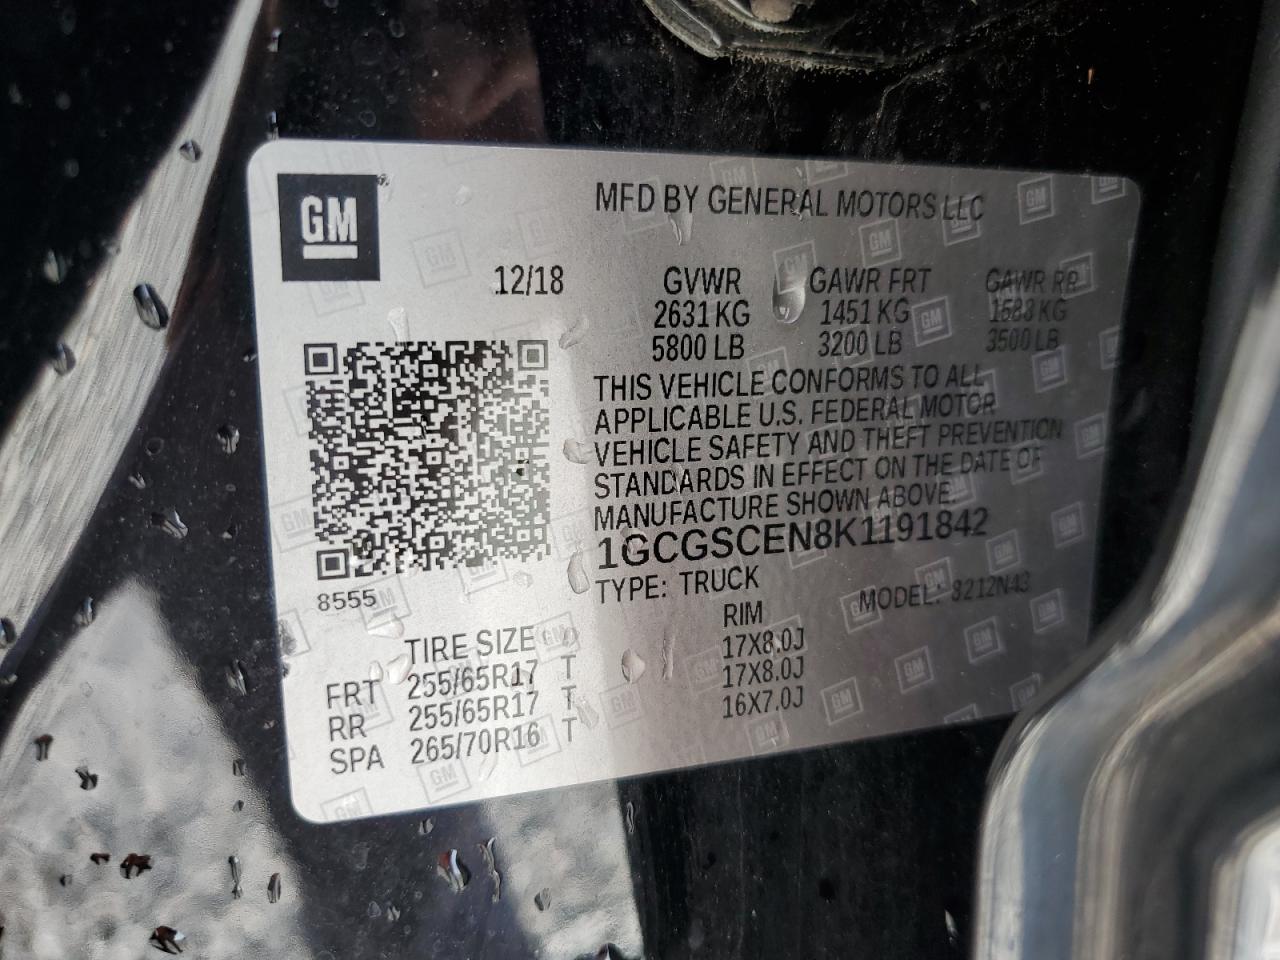 GM
MFD BY GENERAL MOTORS LLC
12/18 GVWR GAWR FRT GAWR RR
2631 KG 1451 KG 1588 KG
5800 LB 3200 LB 3500 LB
THIS VEHICLE CONFORMS TO ALL
APPLICABLE U.S. FEDERAL MOTOR
VEHICLE SAFETY AND THEFT PREVENTION
STANDARDS IN EFFECT ON THE DATE OF
MANUFACTURE SHOWN ABOVE.
1GCGSCEN8K1191842
8555
TYPE: TRUCK MODEL: 8212N43
TIRE SIZE RIM
FRT 255/65R17 T 17X8.0J
RR 255/65R17 T 17X8.0J
SPA 265/70R16 T 16X7.0J